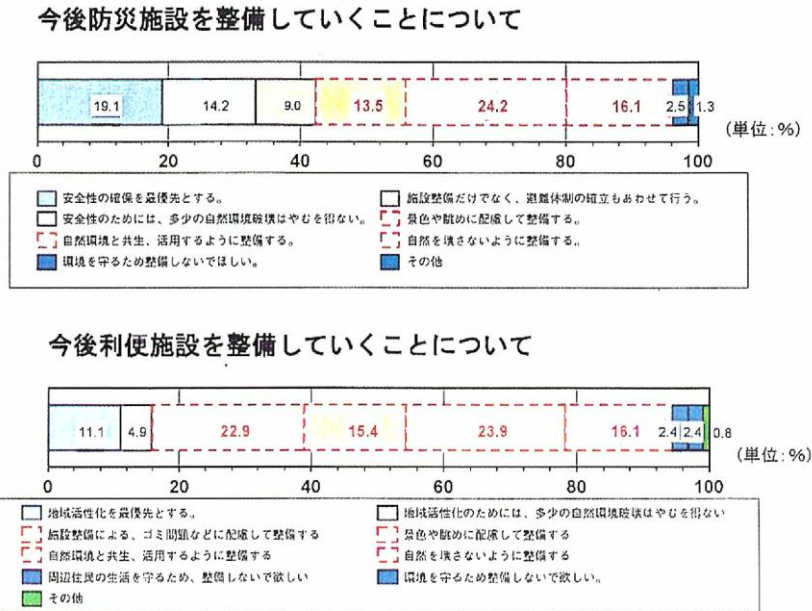 今後防災施設を整備していくことについて
19.1 14.2 9.0 13.5 24.2 16.1 2.5 1.3
(単位:%)
0 20 40 60 80 100
安全性の確保を最優先とする。 施設整備だけでなく、避難体制の確立もあわせて行う。
安全性のためには、多少の自然環境破壊はやむを得ない。 景色や眺めに配慮して整備する。
自然環境と共生、活用するように整備する。 自然を壊さないように整備する。
環境を守るため整備しないでほしい。 その他
今後利便施設を整備していくことについて
11.1 4.9 22.9 15.4 23.9 16.1 2.4 2.4 0.8
(単位:%)
0 20 40 60 80 100
地域活性化を最優先とする。 地域活性化のためには、多少の自然環境破壊はやむを得ない
施設整備による、ゴミ問題などに配慮して整備する 景色や眺めに配慮して整備する
自然環境と共生、活用するように整備する 自然を壊さないように整備する
周辺住民の生活を守るため、整備しないで欲しい 環境を守るため整備しないで欲しい。
その他